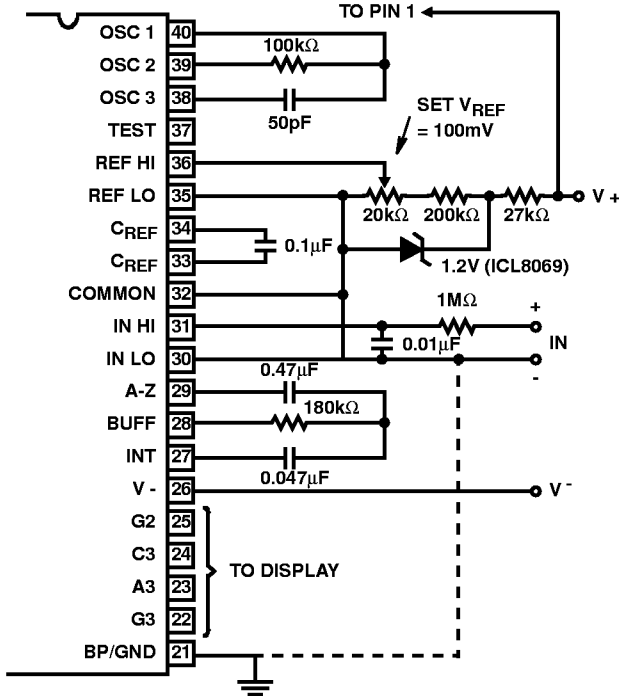 TO PIN 1
OSC 1 40
100kΩ
OSC 2 39
OSC 3 38
50pF
SET VREF
= 100mV
TEST 37
REF HI 36
REF LO 35
V +
20kΩ 200kΩ 27kΩ
CREF 34
0.1μF
CREF 33
1.2V (ICL8069)
COMMON 32
1MΩ
+
IN HI 31
0.01μF
IN
IN LO 30
-
0.47μF
A-Z 29
180kΩ
BUFF 28
INT 27
0.047μF
V - 26
V -
G2 25
C3 24
TO DISPLAY
A3 23
G3 22
BP/GND 21